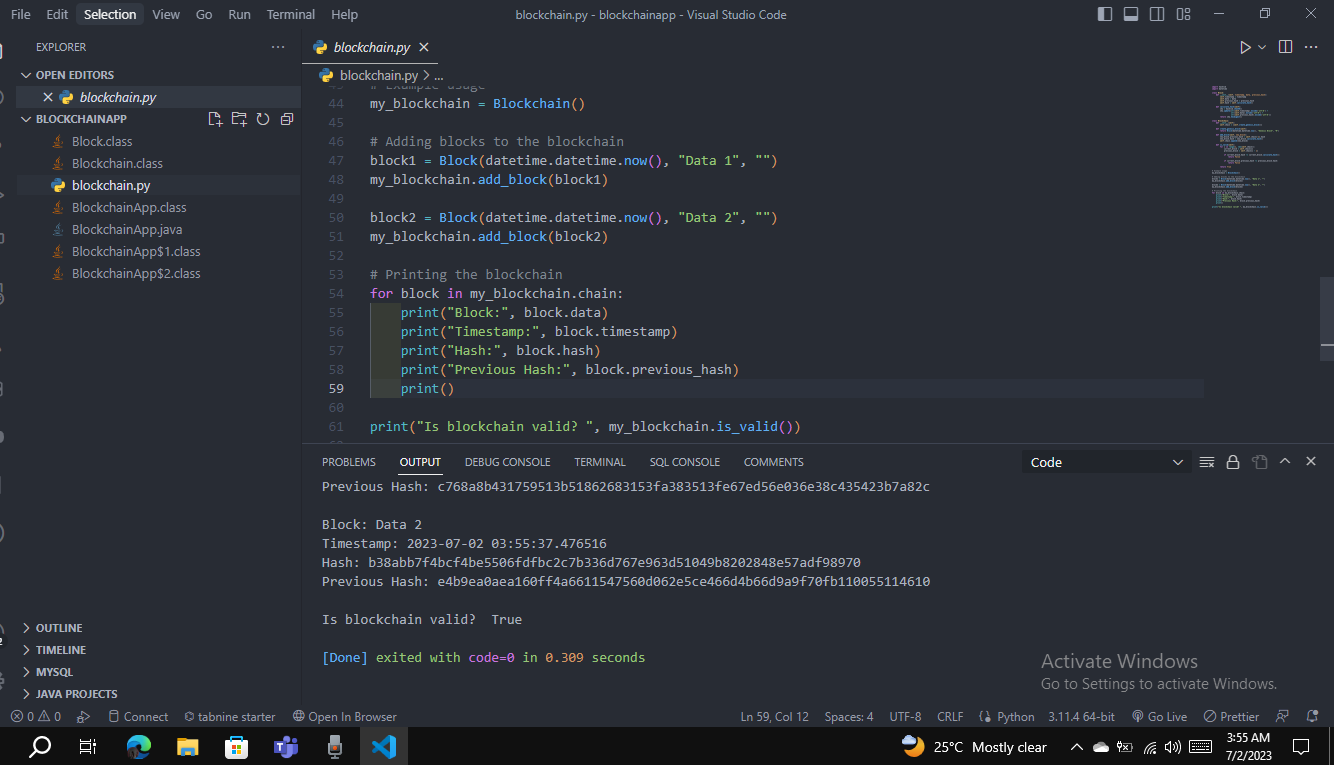 File Edit Selection View Go Run Terminal Help
blockchain.py - blockchainapp - Visual Studio Code
EXPLORER
OPEN EDITORS
blockchain.py
BLOCKCHAINAPP
Block.class
Blockchain.class
blockchain.py
BlockchainApp.class
BlockchainApp.java
BlockchainApp$1.class
BlockchainApp$2.class
OUTLINE
TIMELINE
MYSQL
JAVA PROJECTS
blockchain.py
blockchain.py > ...
43 # Example usage
44 my_blockchain = Blockchain()
45
46 # Adding blocks to the blockchain
47 block1 = Block(datetime.datetime.now(), "Data 1", "")
48 my_blockchain.add_block(block1)
49
50 block2 = Block(datetime.datetime.now(), "Data 2", "")
51 my_blockchain.add_block(block2)
52
53 # Printing the blockchain
54 for block in my_blockchain.chain:
55 print("Block:", block.data)
56 print("Timestamp:", block.timestamp)
57 print("Hash:", block.hash)
58 print("Previous Hash:", block.previous_hash)
59 print()
60
61 print("Is blockchain valid? ", my_blockchain.is_valid())
PROBLEMS OUTPUT DEBUG CONSOLE TERMINAL SQL CONSOLE COMMENTS
Code
Previous Hash: c768a8b431759513b51862683153fa383513fe67ed56e036e38c435423b7a82c
Block: Data 2
Timestamp: 2023-07-02 03:55:37.476516
Hash: b38abb7f4bcf4be5506fdfbc2c7b336d767e963d51049b8202848e57adf98970
Previous Hash: e4b9ea0aea160ff4a6611547560d062e5ce466d4b66d9a9f70fb110055114610
Is blockchain valid?  True
[Done] exited with code=0 in 0.309 seconds
Activate Windows
Go to Settings to activate Windows.
0 0 Connect tabnine starter Open In Browser
Ln 59, Col 12 Spaces: 4 UTF-8 CRLF Python 3.11.4 64-bit Go Live Prettier
25°C Mostly clear
3:55 AM
7/2/2023